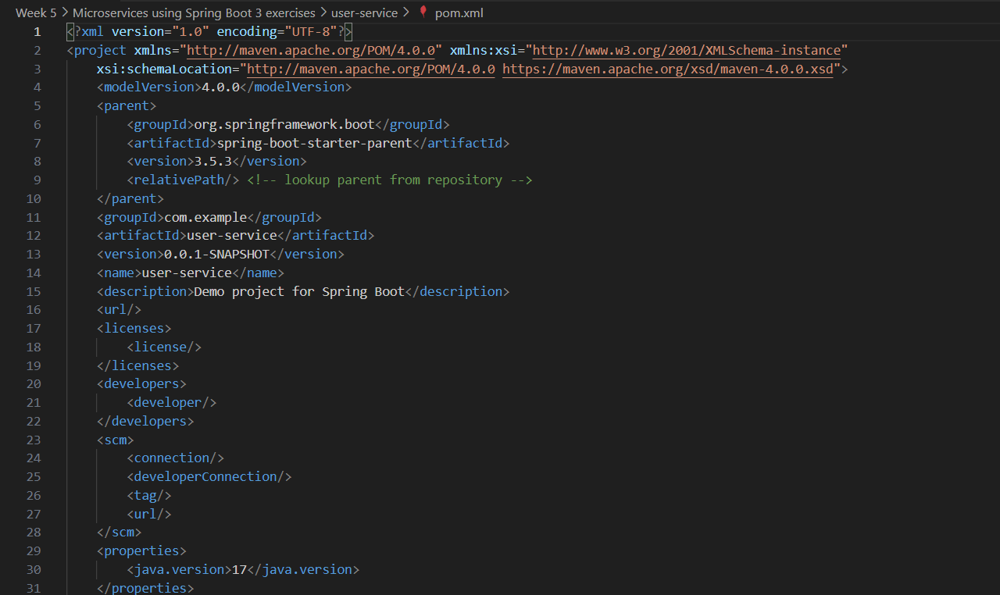 Week 5 > Microservices using Spring Boot 3 exercises > user-service > pom.xml
1 <?xml version="1.0" encoding="UTF-8"?>
2 <project xmlns="http://maven.apache.org/POM/4.0.0" xmlns:xsi="http://www.w3.org/2001/XMLSchema-instance"
3 xsi:schemaLocation="http://maven.apache.org/POM/4.0.0 https://maven.apache.org/xsd/maven-4.0.0.xsd">
4 <modelVersion>4.0.0</modelVersion>
5 <parent>
6 <groupId>org.springframework.boot</groupId>
7 <artifactId>spring-boot-starter-parent</artifactId>
8 <version>3.5.3</version>
9 <relativePath/> <!-- lookup parent from repository -->
10 </parent>
11 <groupId>com.example</groupId>
12 <artifactId>user-service</artifactId>
13 <version>0.0.1-SNAPSHOT</version>
14 <name>user-service</name>
15 <description>Demo project for Spring Boot</description>
16 <url/>
17 <licenses>
18 <license/>
19 </licenses>
20 <developers>
21 <developer/>
22 </developers>
23 <scm>
24 <connection/>
25 <developerConnection/>
26 <tag/>
27 <url/>
28 </scm>
29 <properties>
30 <java.version>17</java.version>
31 </properties>